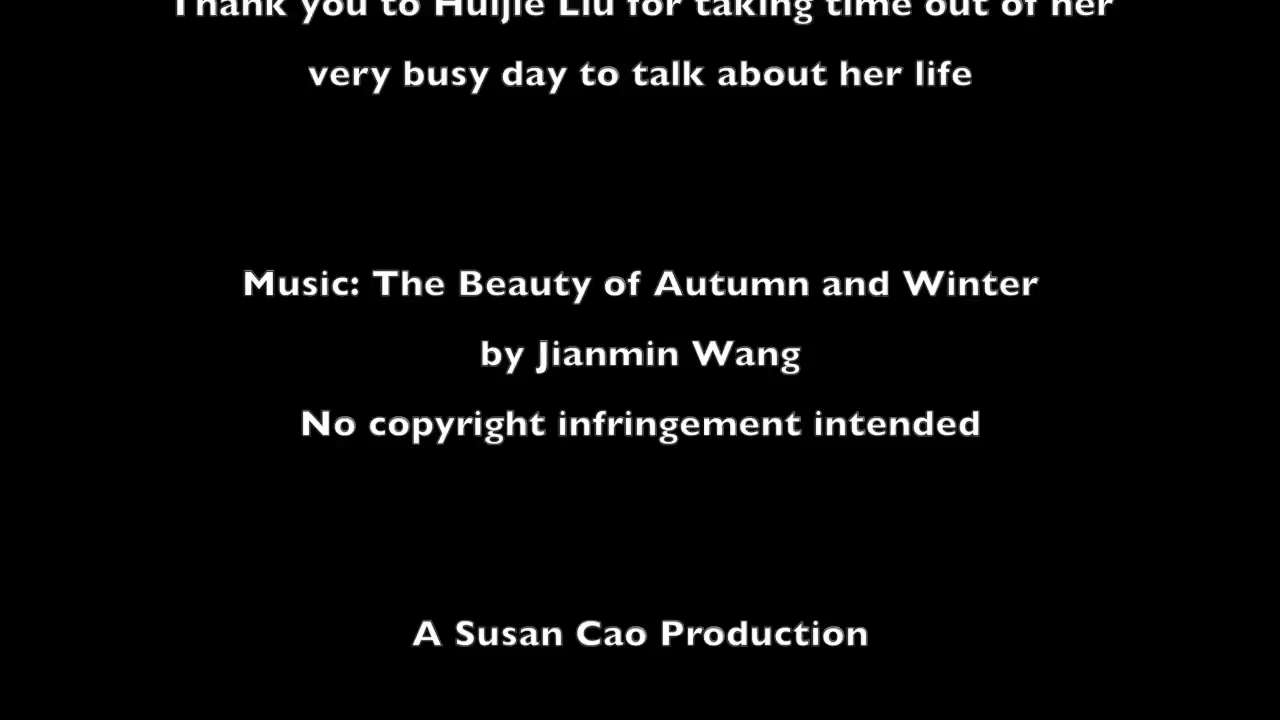 Thank you to Huijie Liu for taking time out of her
very busy day to talk about her life
Music: The Beauty of Autumn and Winter
by Jianmin Wang
No copyright infringement intended
A Susan Cao Production